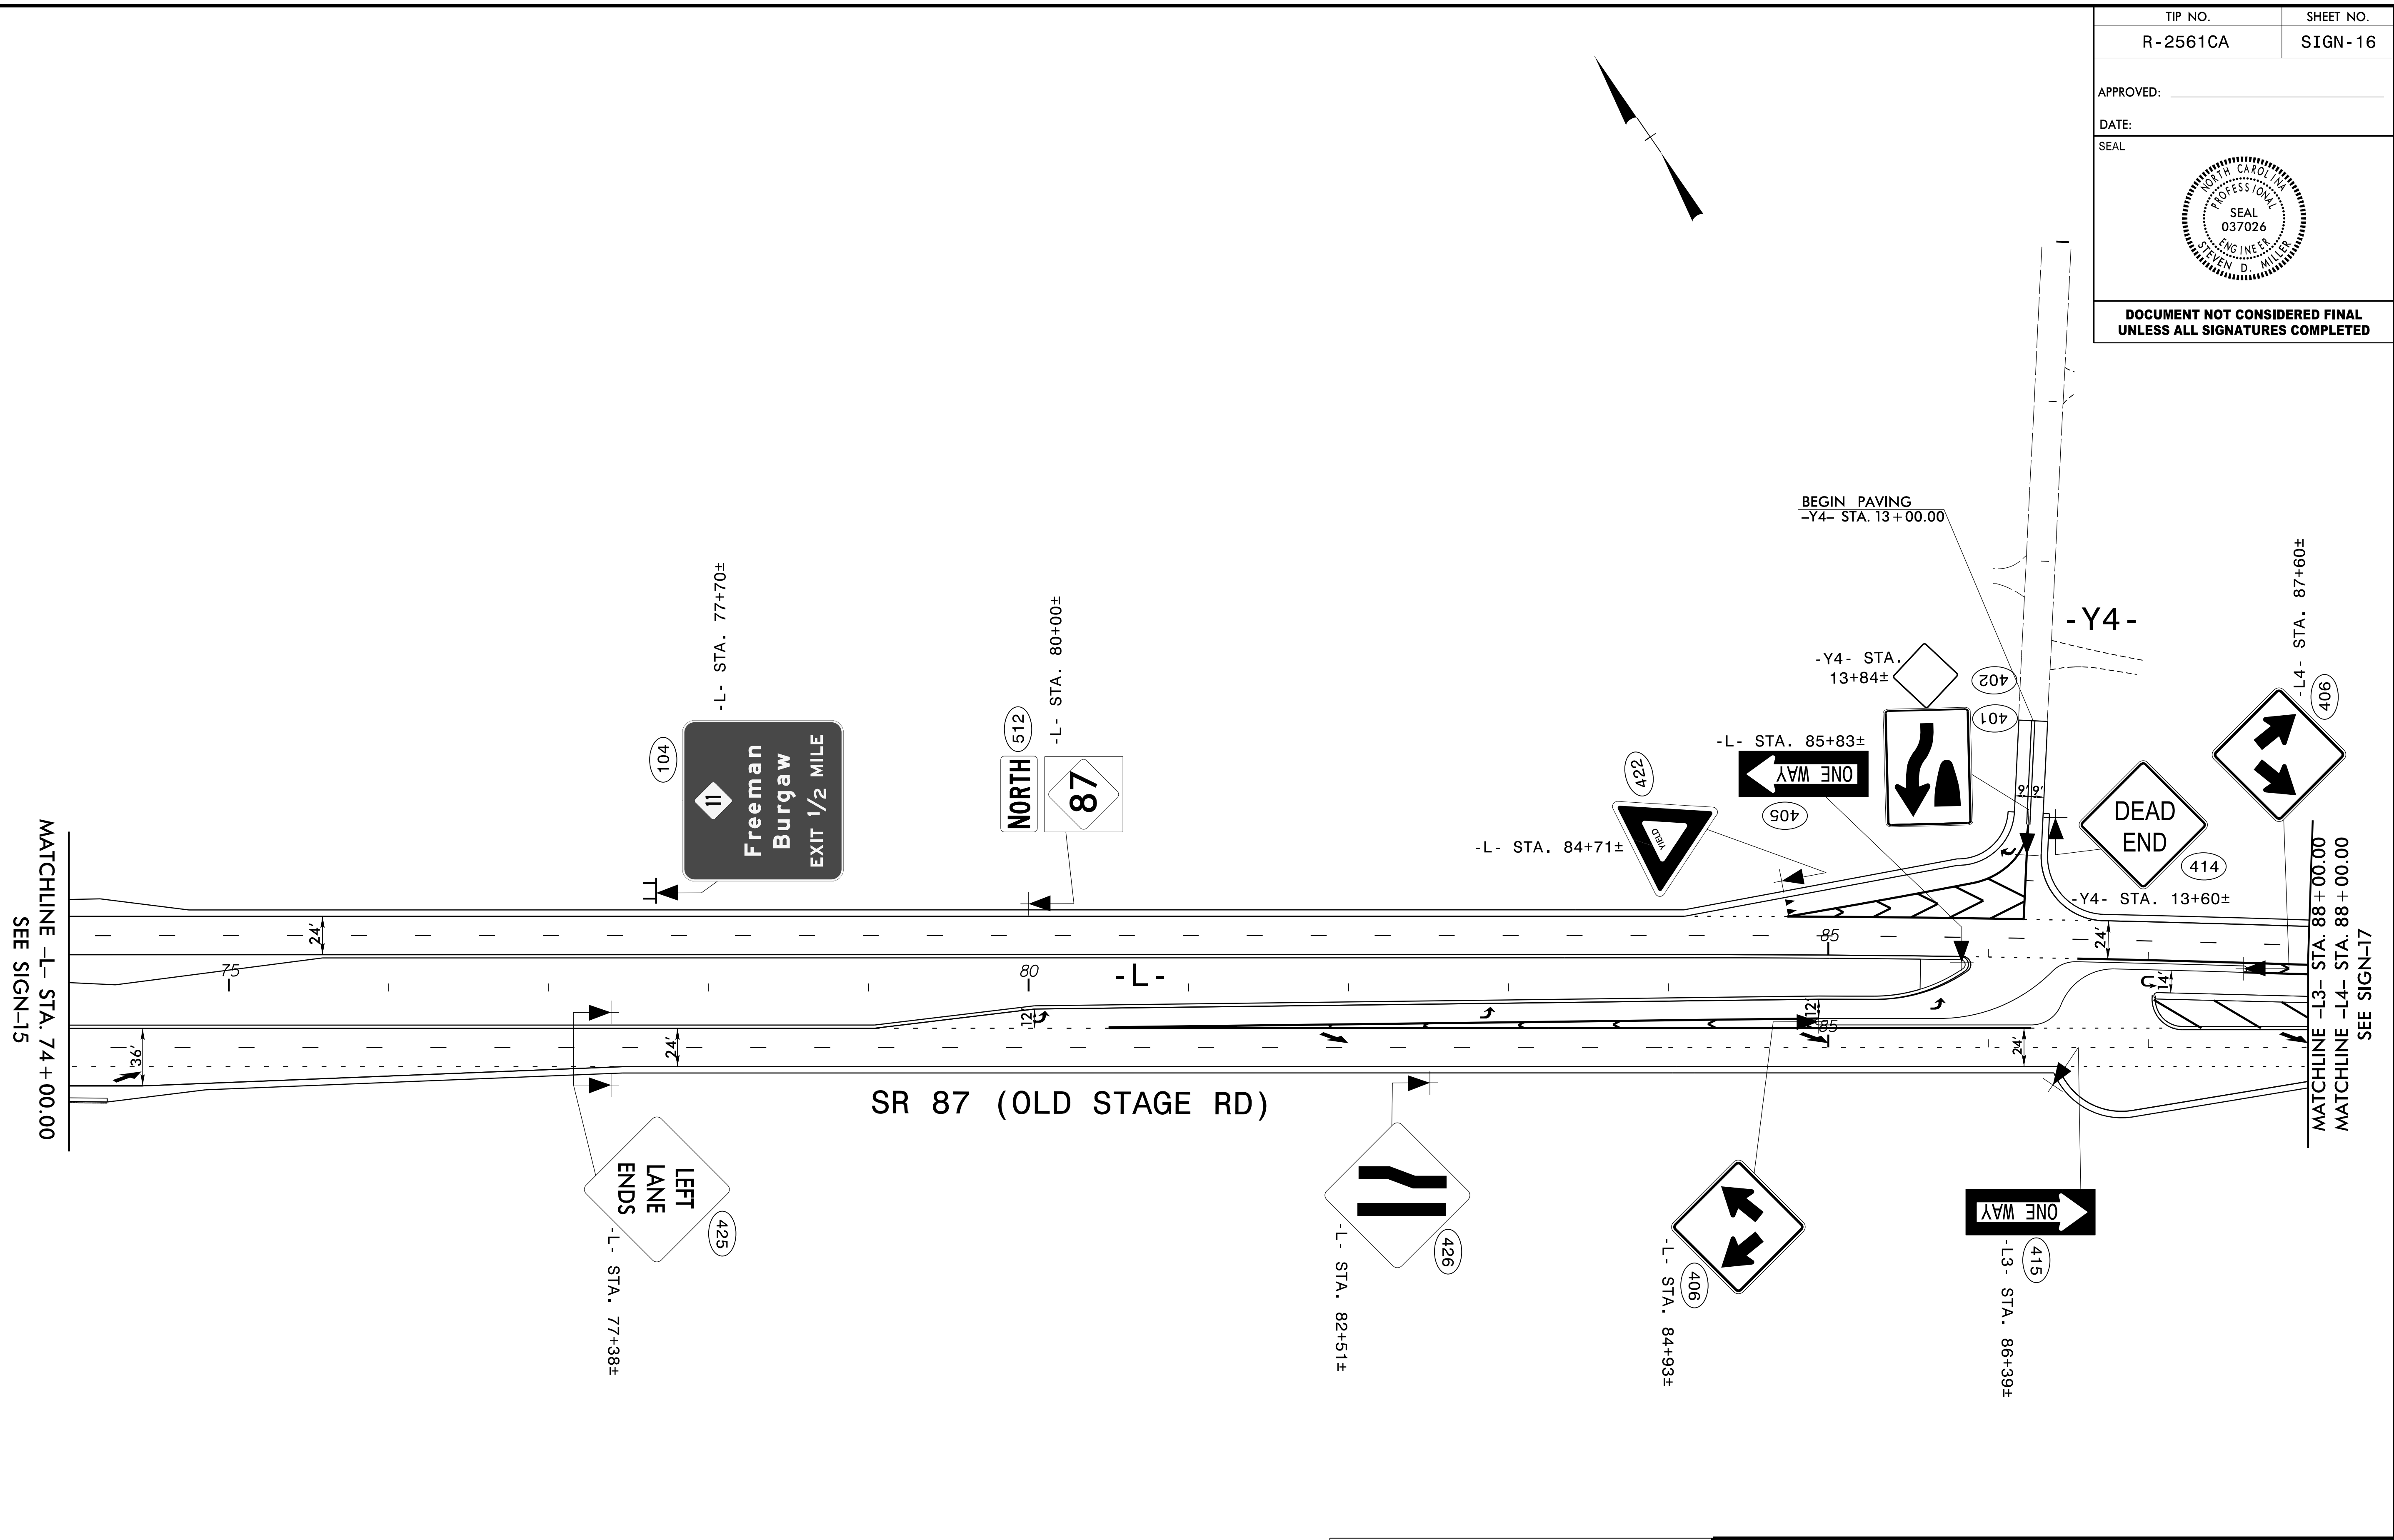 TIP NO.
SHEET NO.
R-2561CA
SIGN-16
APPROVED:
DATE:
SEAL
NORTH CAROLINA
PROFESSIONAL
SEAL
037026
ENGINEER
STEVEN D. MILLER
DOCUMENT NOT CONSIDERED FINAL
UNLESS ALL SIGNATURES COMPLETED
BEGIN PAVING
-Y4- STA. 13+00.00
-Y4-
-Y4- STA.
13+84±
402
401
-L- STA. 85+83±
ONE WAY
405
422
YIELD
-L- STA. 84+71±
9' 9'
DEAD
END
414
-Y4- STA. 13+60±
-L4- STA. 87+60±
406
-L- STA. 77+70±
104
11
Freeman
Burgaw
EXIT 1/2 MILE
-L- STA. 80+00±
512
NORTH
87
MATCHLINE -L- STA. 74+00.00
SEE SIGN-15
24'
24'
75
80
-L-
85
14'
12'
12'
85
36'
24'
24'
SR 87 (OLD STAGE RD)
LEFT
LANE
ENDS
425
-L- STA. 77+38±
426
-L- STA. 82+51±
406
-L- STA. 84+93±
ONE WAY
415
-L3- STA. 86+39±
MATCHLINE -L3- STA. 88+00.00
MATCHLINE -L4- STA. 88+00.00
SEE SIGN-17